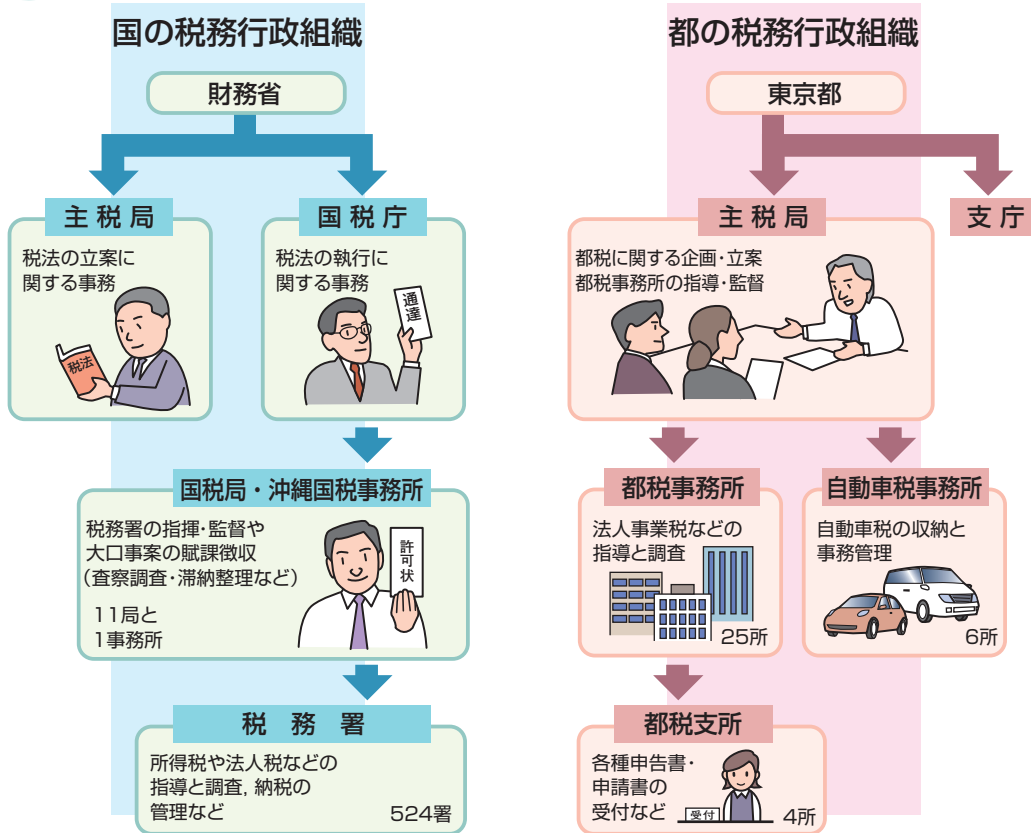 国の税務行政組織
財務省
主税局
税法の立案に
関する事務
税法
国税庁
税法の執行に
関する事務
通達
国税局・沖縄国税事務所
税務署の指揮・監督や
大口事案の賦課徴収
（査察調査・滞納整理など）
11局と
1事務所
許可状
税務署
所得税や法人税などの
指導と調査, 納税の
管理など
524署
都の税務行政組織
東京都
主税局
都税に関する企画・立案
都税事務所の指導・監督
支庁
都税事務所
法人事業税などの
指導と調査
25所
自動車税事務所
自動車税の収納と
事務管理
6所
都税支所
各種申告書・
申請書の
受付など
受付
4所